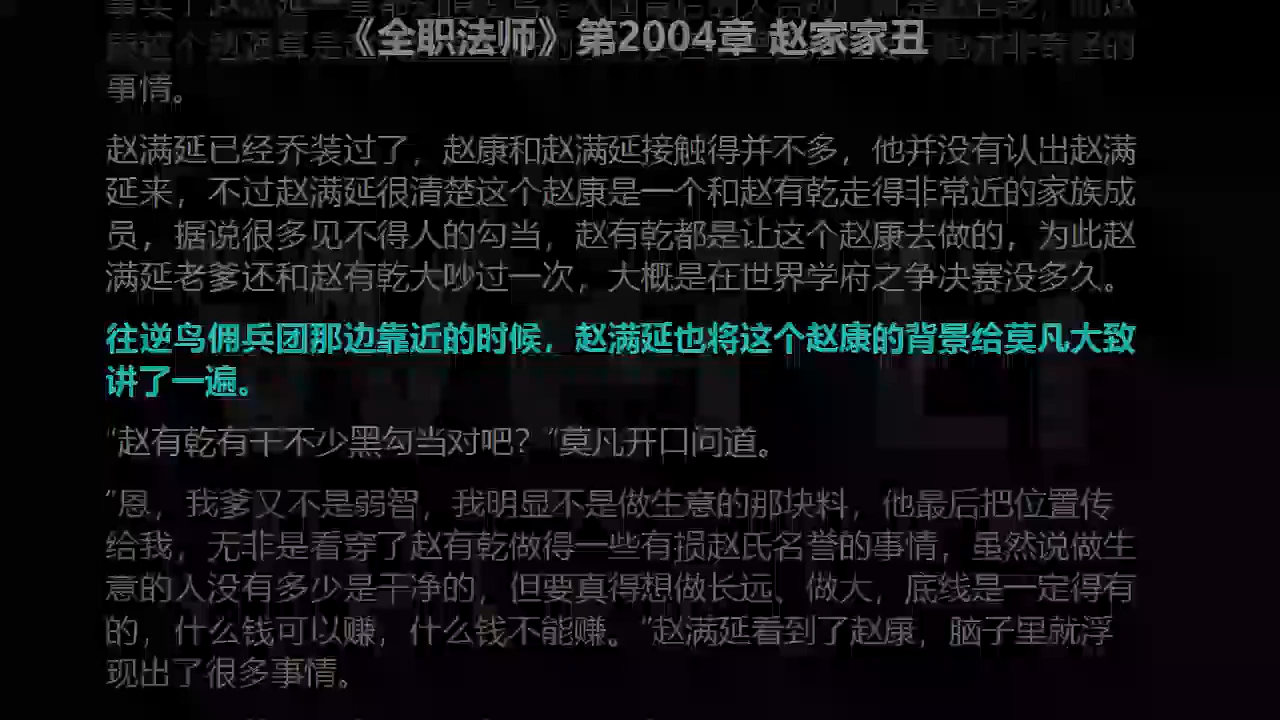 《全职法师》第2004章 赵家家丑
事情。
赵满延已经乔装过了，赵康和赵满延接触得并不多，他并没有认出赵满
延来，不过赵满延很清楚这个赵康是一个和赵有乾走得非常近的家族成
员，据说很多见不得人的勾当，赵有乾都是让这个赵康去做的，为此赵
满延老爹还和赵有乾大吵过一次，大概是在世界学府之争决赛没多久。
往逆鸟佣兵团那边靠近的时候，赵满延也将这个赵康的背景给莫凡大致
讲了一遍。
“赵有乾有干不少黑勾当对吧？”莫凡开口问道。
“恩，我爹又不是弱智，我明显不是做生意的那块料，他最后把位置传
给我，无非是看穿了赵有乾做得一些有损赵氏名誉的事情，虽然说做生
意的人没有多少是干净的，但要真得想做长远、做大，底线是一定得有
的，什么钱可以赚，什么钱不能赚。”赵满延看到了赵康，脑子里就浮
现出了很多事情。